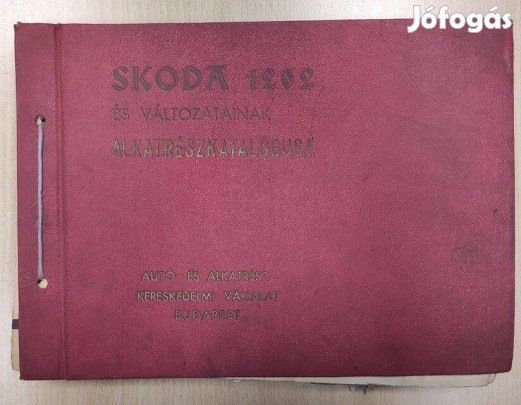 Jófogás
SKODA 1202
ÉS VÁLTOZATAINAK
ALKATRÉSZKATALÓGUSA
AUTÓ- ÉS ALKATRÉSZ-
KERESKEDELMI VÁLLALAT
BUDAPEST